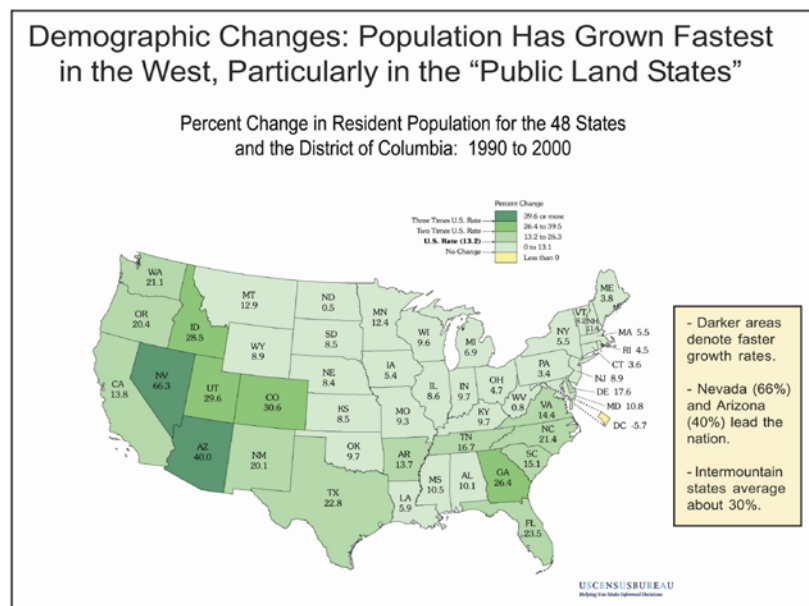 Demographic Changes: Population Has Grown Fastest
in the West, Particularly in the “Public Land States”
Percent Change in Resident Population for the 48 States
and the District of Columbia: 1990 to 2000
Percent Change
Three Times U.S. Rate 39.6 or more
Two Times U.S. Rate 26.4 to 39.5
U.S. Rate (13.2) 13.2 to 26.3
No Change 0 to 13.1
Less than 0
WA
21.1
OR
20.4
CA
13.8
NV
66.3
ID
28.5
MT
12.9
WY
8.9
UT
29.6
CO
30.6
AZ
40.0
NM
20.1
ND
0.5
SD
8.5
NE
8.4
KS
8.5
OK
9.7
TX
22.8
MN
12.4
IA
5.4
MO
9.3
AR
13.7
LA
5.9
WI
9.6
IL
8.6
MI
6.9
IN
9.7
OH
4.7
KY
9.7
TN
16.7
MS
10.5
AL
10.1
GA
26.4
FL
23.5
SC
15.1
NC
21.4
VA
14.4
WV
0.8
PA
3.4
NY
5.5
VT
8.2
NH
11.4
ME
3.8
MA 5.5
RI 4.5
CT 3.6
NJ 8.9
DE 17.6
MD 10.8
DC -5.7
- Darker areas
denote faster
growth rates.
- Nevada (66%)
and Arizona
(40%) lead the
nation.
- Intermountain
states average
about 30%.
USCENSUSBUREAU
Helping You Make Informed Decisions